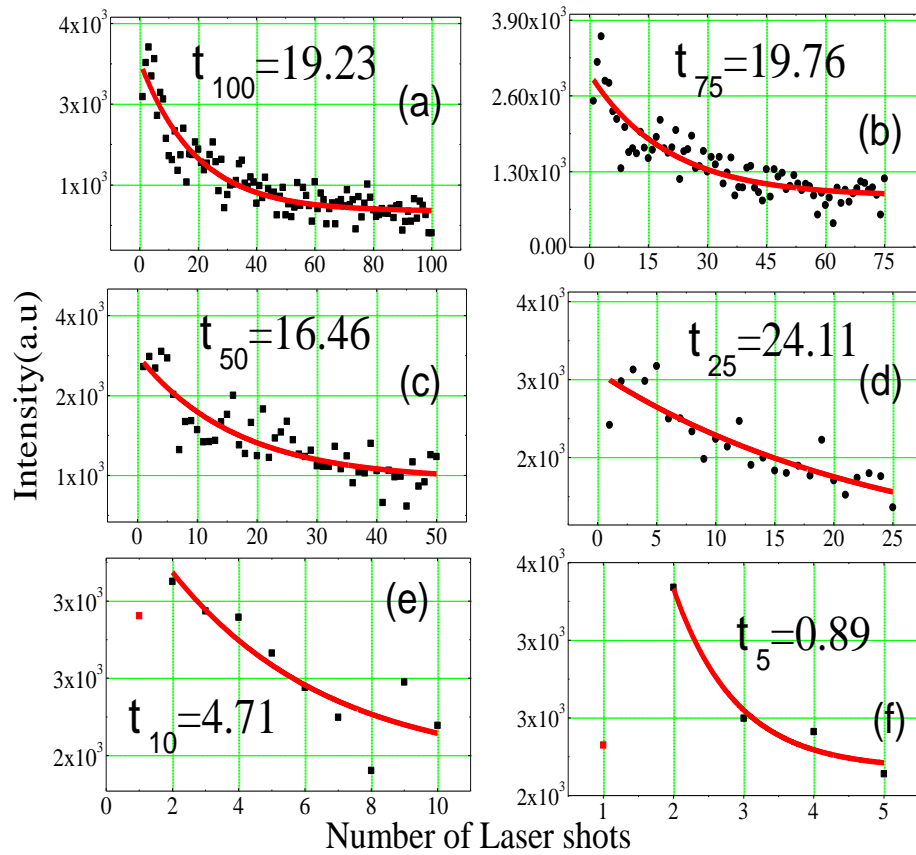 4x10³
3x10³
1x10³
t₁₀₀=19.23
(a)
0 20 40 60 80 100
3.90x10³
2.60x10³
1.30x10³
0.00
t₇₅=19.76
(b)
0 15 30 45 60 75
Intensity(a.u)
4x10³
2x10³
1x10³
t₅₀=16.46
(c)
0 10 20 30 40 50
4x10³
3x10³
2x10³
t₂₅=24.11
(d)
0 5 10 15 20 25
3x10³
3x10³
2x10³
(e)
t₁₀=4.71
2 4 6 8 10
4x10³
3x10³
2x10³
t₅=0.89
(f)
1 2 3 4 5
Number of Laser shots